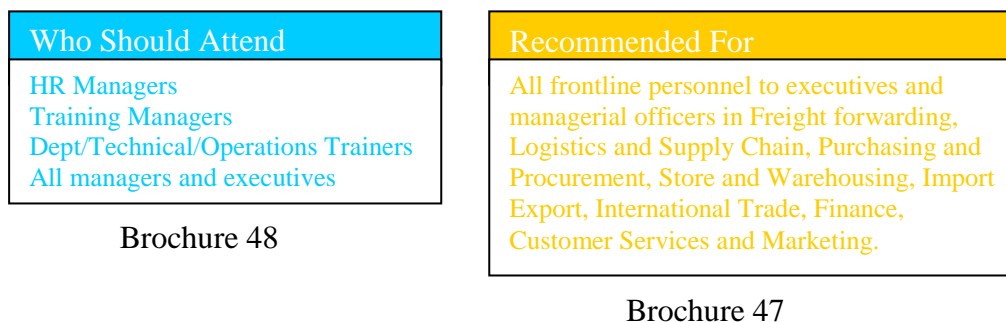 Who Should Attend
HR Managers
Training Managers
Dept/Technical/Operations Trainers
All managers and executives
Brochure 48
Recommended For
All frontline personnel to executives and
managerial officers in Freight forwarding,
Logistics and Supply Chain, Purchasing and
Procurement, Store and Warehousing, Import
Export, International Trade, Finance,
Customer Services and Marketing.
Brochure 47